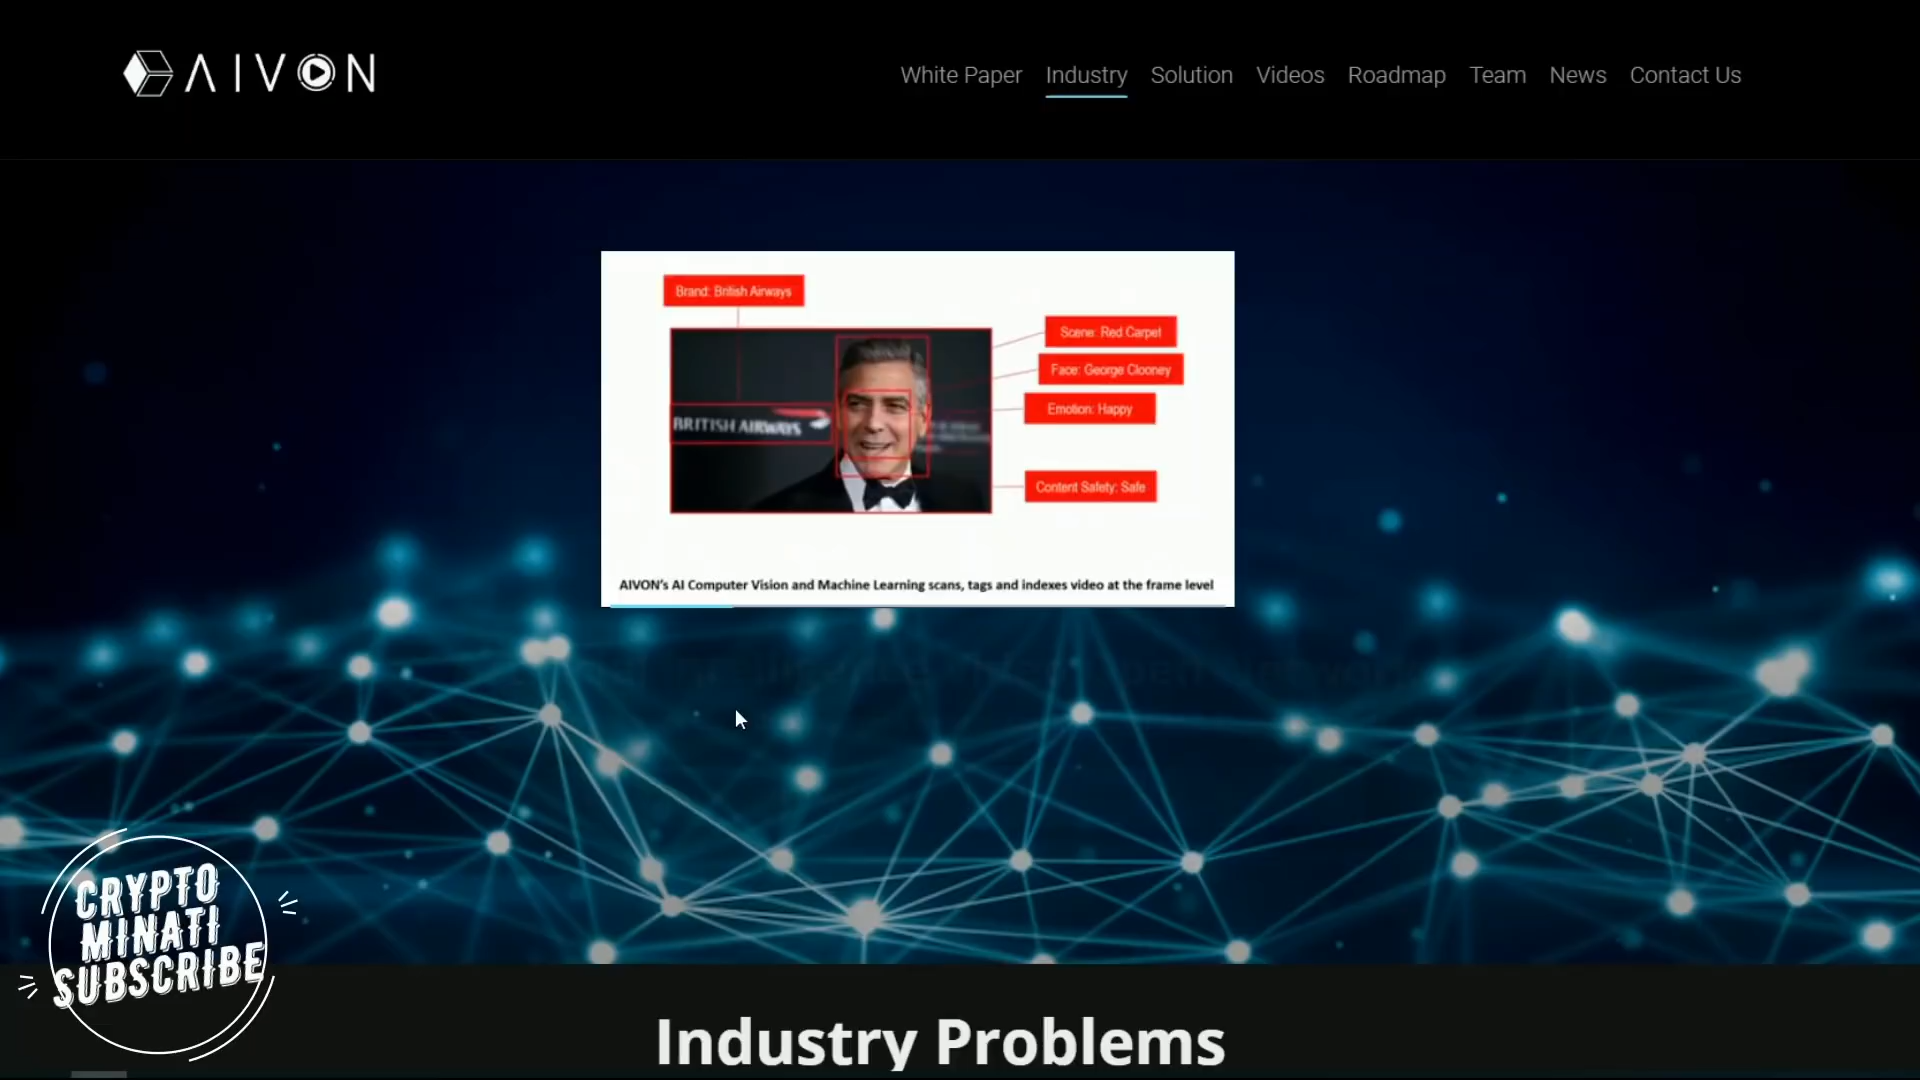 AIVON
White Paper Industry Solution Videos Roadmap Team News Contact Us
Brand: British Airways
Scene: Red Carpet
Face: George Clooney
Emotion: Happy
BRITISH AIRWAYS
Content Safety: Safe
AIVON's AI Computer Vision and Machine Learning scans, tags and indexes video at the frame level
CRYPTO
MINATI
SUBSCRIBE
Industry Problems